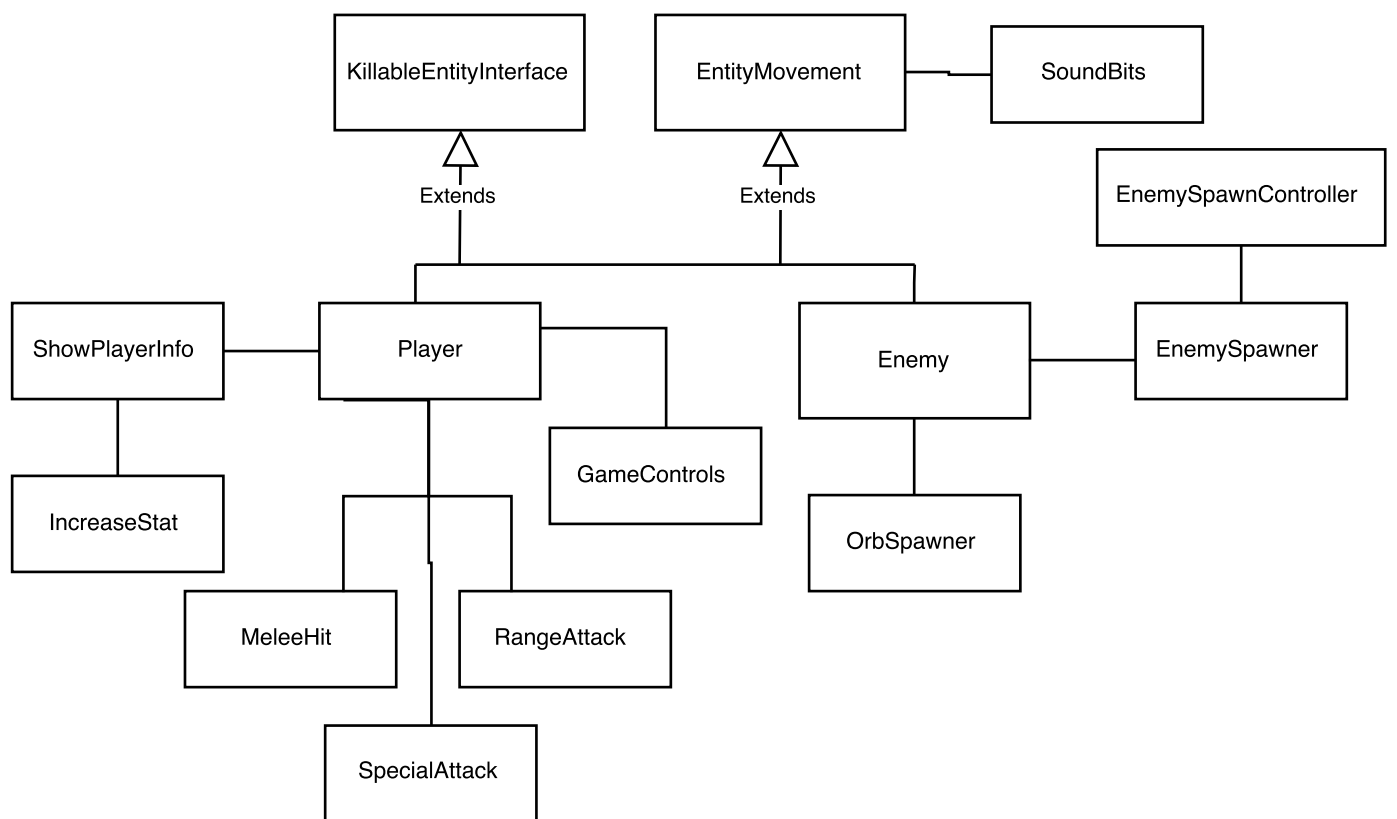 KillableEntityInterface
EntityMovement
SoundBits
Extends
Extends
EnemySpawnController
ShowPlayerInfo
Player
Enemy
EnemySpawner
GameControls
IncreaseStat
OrbSpawner
MeleeHit
RangeAttack
SpecialAttack